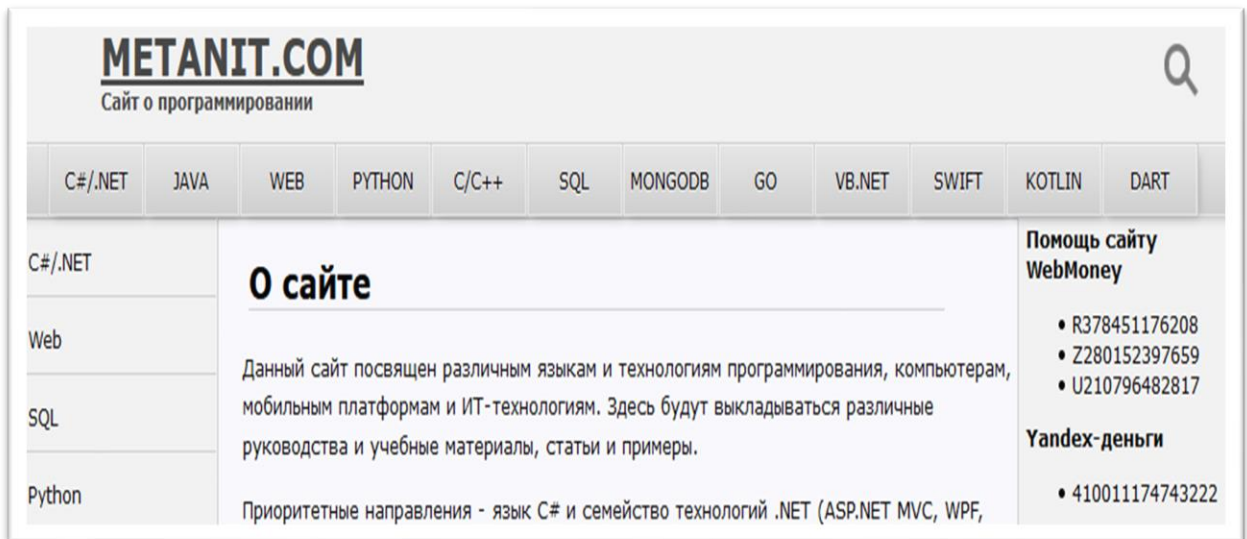 METANIT.COM
Сайт о программировании
C#/.NET JAVA WEB PYTHON C/C++ SQL MONGODB GO VB.NET SWIFT KOTLIN DART
C#/.NET
Web
SQL
Python
О сайте
Данный сайт посвящен различным языкам и технологиям программирования, компьютерам,
мобильным платформам и ИТ-технологиям. Здесь будут выкладываться различные
руководства и учебные материалы, статьи и примеры.
Приоритетные направления - язык C# и семейство технологий .NET (ASP.NET MVC, WPF,
Помощь сайту
WebMoney
• R378451176208
• Z280152397659
• U210796482817
Yandex-деньги
• 410011174743222